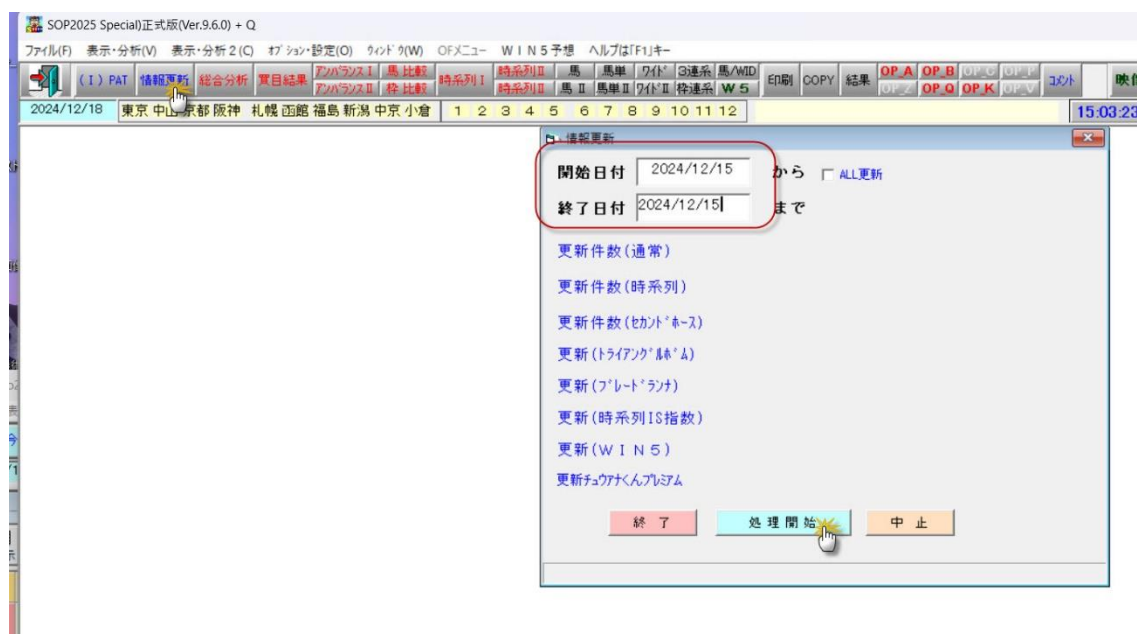 SOP2025 Special)正式版(Ver.9.6.0) + Q
ファイル(F) 表示・分析(V) 表示・分析2(C) ｵﾌﾟｼｮﾝ・設定(O) ｳｨﾝﾄﾞｳ(W) OFﾒﾆｭｰ ＷＩＮ５予想 ヘルプは「F1」キー
(I) PAT 情報更新 総合分析 買目結果 アンバランスⅠ 馬 比較 時系列Ⅰ 時系列Ⅱ 馬 馬単 ﾜｲﾄﾞ 3連系 馬/WID 印刷 COPY 結果 OP_A OP_B OP_C OP_P コメント 映像
アンバランスⅡ 枠 比較 時系列Ⅱ 馬Ⅱ 馬単Ⅱ ﾜｲﾄﾞⅡ 枠連系 W 5 OP_Z OP_Q OP_K OP_V
2024/12/18 東京 中山 京都 阪神 札幌 函館 福島 新潟 中京 小倉 1 2 3 4 5 6 7 8 9 10 11 12 15:03:23
情報更新
開始日付 2024/12/15 から ALL更新
終了日付 2024/12/15 まで
更新件数(通常)
更新件数(時系列)
更新件数(ｾｶﾝﾄﾞﾎｰｽ)
更新(ﾄﾗｲｱﾝｸﾞﾙﾎﾞﾑ)
更新(ﾌﾞﾚｰﾄﾞﾗﾝﾅ)
更新(時系列IS指数)
更新(ＷＩＮ５)
更新ﾁｭｳｱﾅくんﾌﾟﾚﾐｱﾑ
終 了 処 理 開 始 中 止